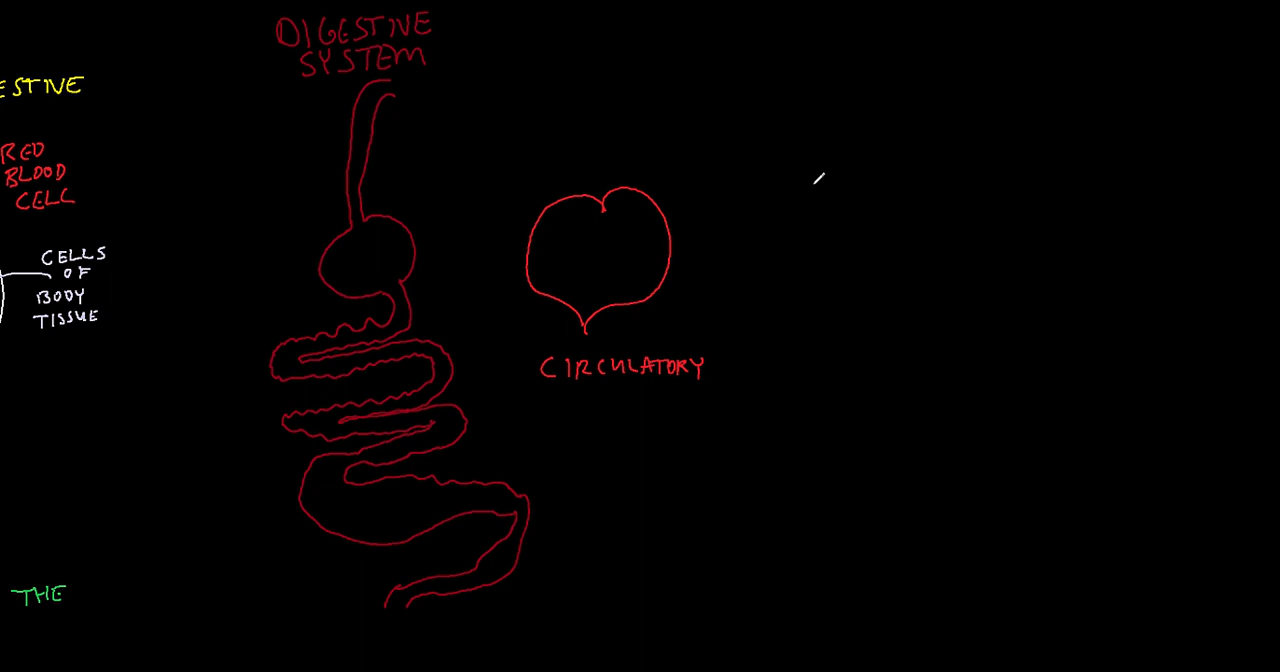 DIGESTIVE
SYSTEM
ESTIVE
RED
BLOOD
CELL
CELLS
OF
BODY
TISSUE
CIRCULATORY
THE